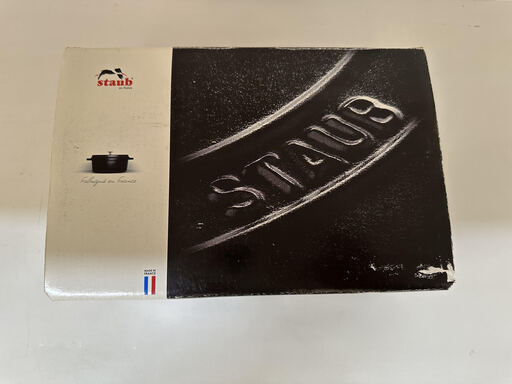 staub
STAUB
Fabriqué en France
MADE IN
FRANCE